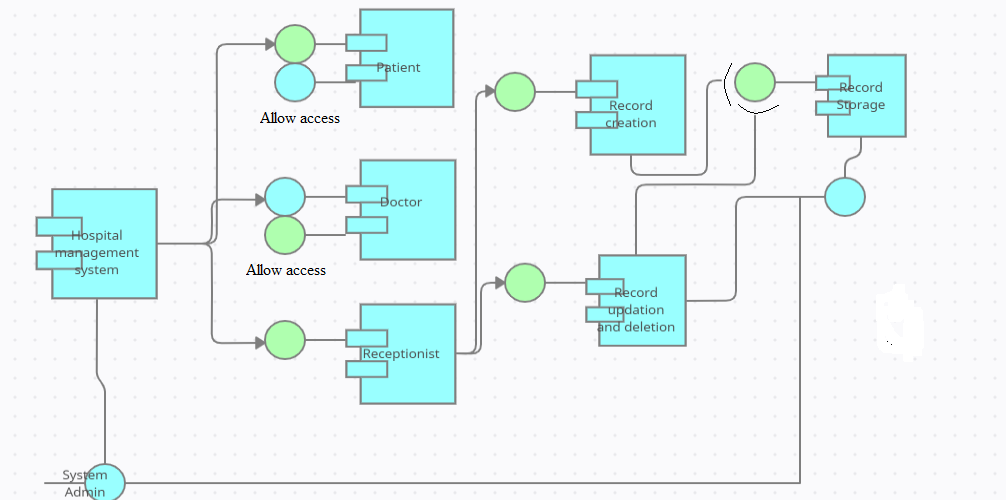 Patient
Allow access
Doctor
Allow access
Hospital
management
system
Receptionist
Record
creation
Record
Storage
Record
updation
and deletion
System
Admin